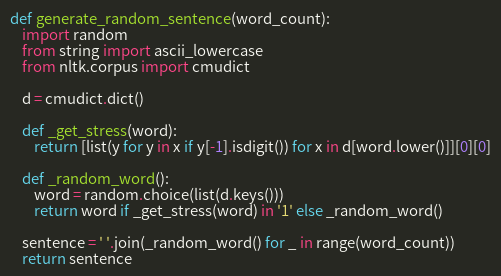 def generate_random_sentence(word_count):
import random
from string import ascii_lowercase
from nltk.corpus import cmudict
d = cmudict.dict()
def _get_stress(word):
return [list(y for y in x if y[-1].isdigit()) for x in d[word.lower()]][0][0]
def _random_word():
word = random.choice(list(d.keys()))
return word if _get_stress(word) in '1' else _random_word()
sentence = ' '.join(_random_word() for _ in range(word_count))
return sentence